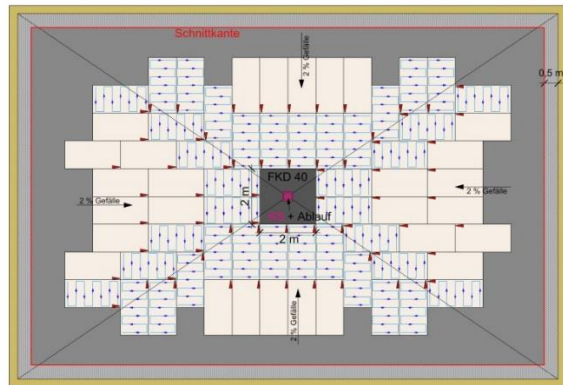 Schnittkante
2 % Gefälle
0,5 m
FKD 40
2 m
2 % Gefälle
2 % Gefälle
+ Ablauf
2 m
2 % Gefälle